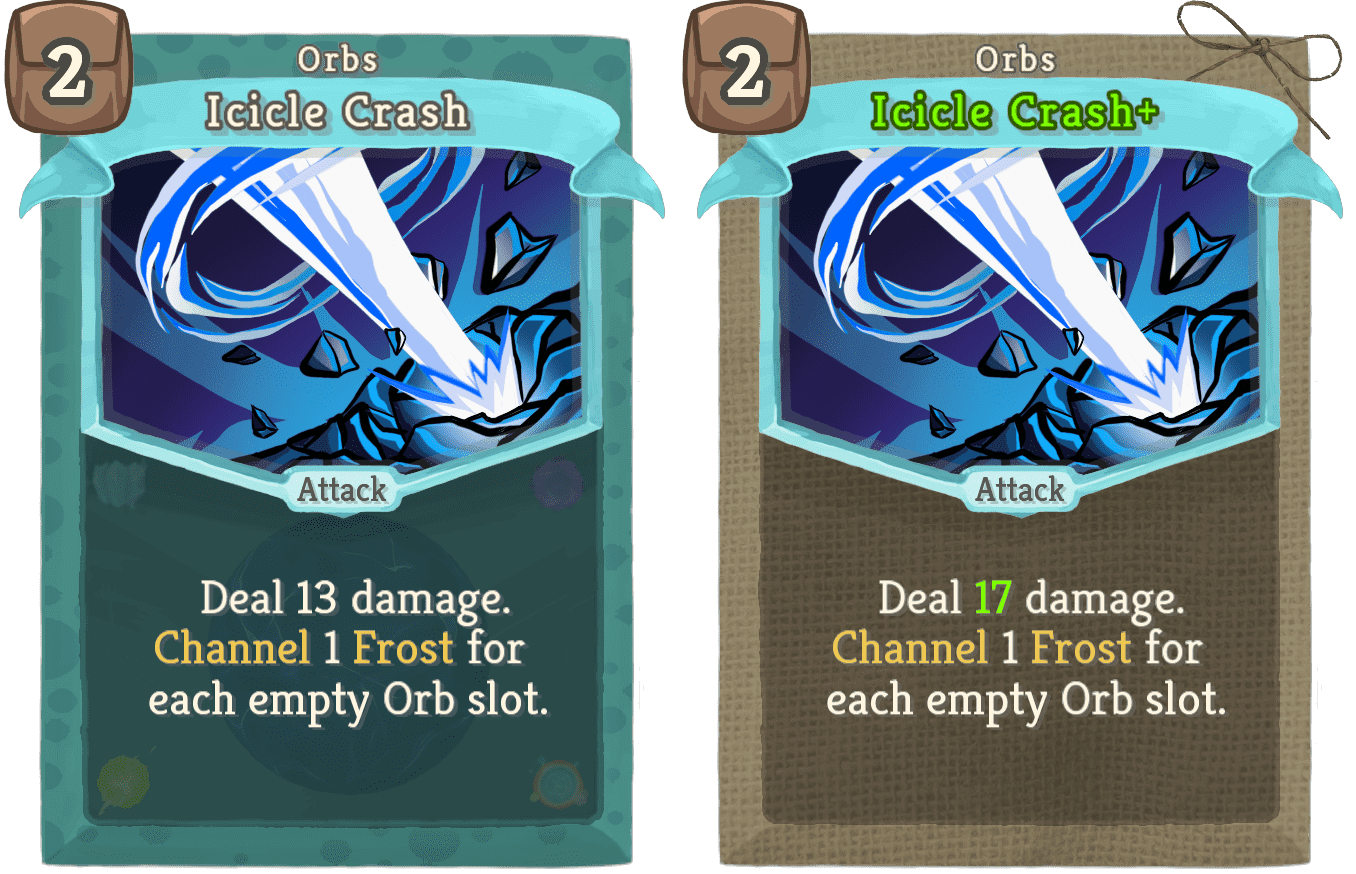 2
Orbs
Icicle Crash
Attack
Deal 13 damage.
Channel 1 Frost for
each empty Orb slot.
2
Orbs
Icicle Crash+
Attack
Deal 17 damage.
Channel 1 Frost for
each empty Orb slot.